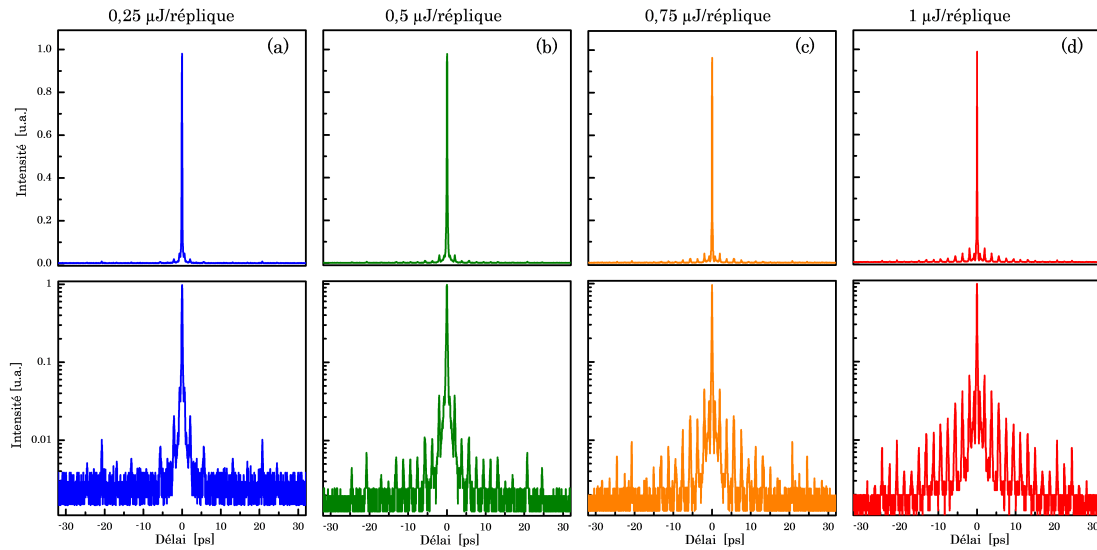 0,25 µJ/réplique 0,5 µJ/réplique 0,75 µJ/réplique 1 µJ/réplique
(a) (b) (c) (d)
Intensité [u.a.] Intensité [u.a.]
1.0
0.8
0.6
0.4
0.2
0.0
Intensité [u.a.] Intensité [u.a.]
1
0.1
0.01
-30 -20 -10 0 10 20 30 -30 -20 -10 0 10 20 30 -30 -20 -10 0 10 20 30 -30 -20 -10 0 10 20 30
Délai [ps] Délai [ps] Délai [ps] Délai [ps]